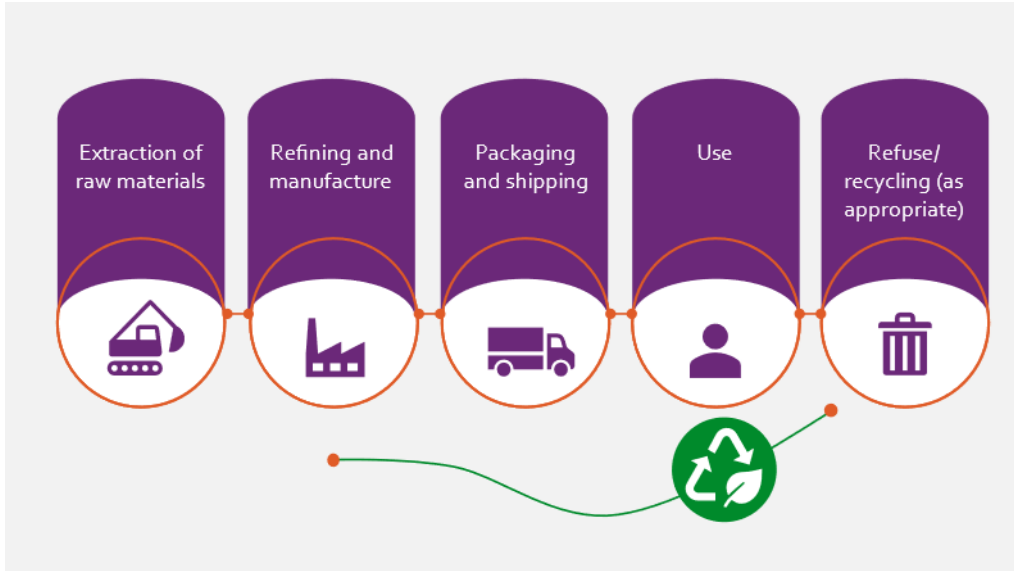 Extraction of
raw materials
Refining and
manufacture
Packaging
and shipping
Use
Refuse/
recycling (as
appropriate)